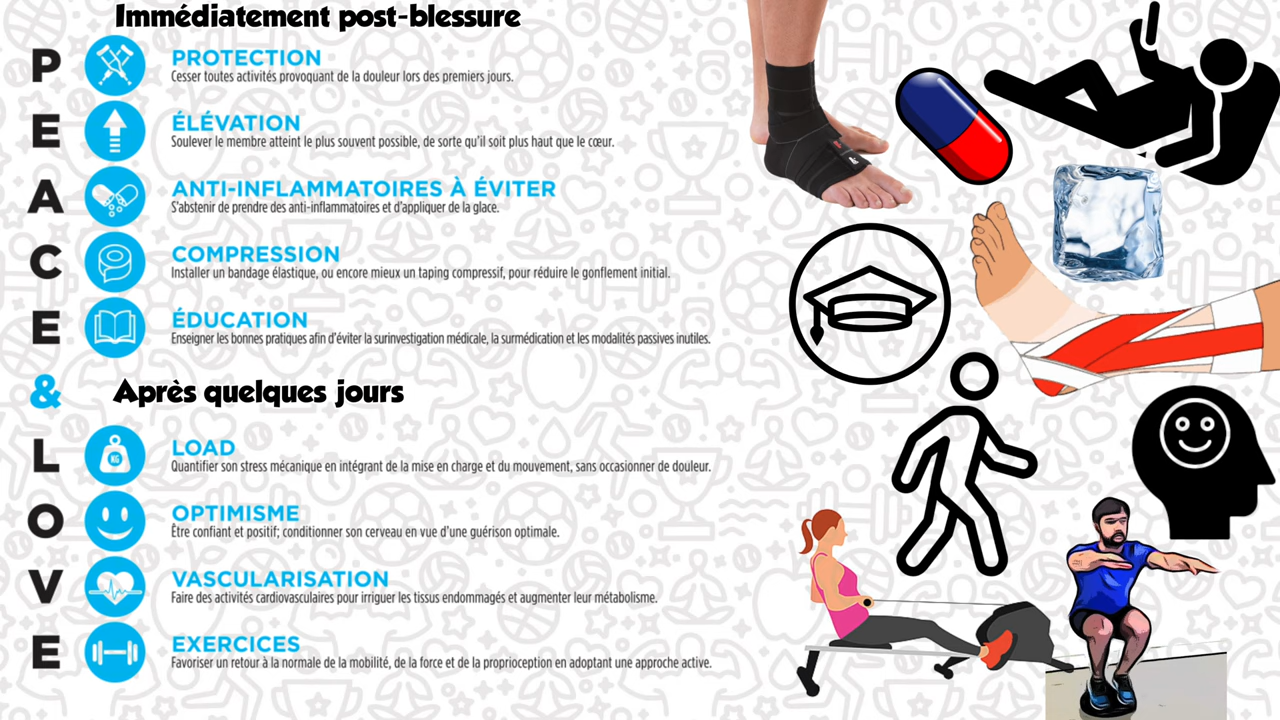 Immédiatement post-blessure
P
PROTECTION
Cesser toutes activités provoquant de la douleur lors des premiers jours.
E
ÉLÉVATION
Soulever le membre atteint le plus souvent possible, de sorte qu'il soit plus haut que le cœur.
A
ANTI-INFLAMMATOIRES À ÉVITER
S'abstenir de prendre des anti-inflammatoires et d'appliquer de la glace.
C
COMPRESSION
Installer un bandage élastique, ou encore mieux un taping compressif, pour réduire le gonflement initial.
E
ÉDUCATION
Enseigner les bonnes pratiques afin d'éviter la surinvestigation médicale, la surmédication et les modalités passives inutiles.
&
Après quelques jours
L
KG
LOAD
Quantifier son stress mécanique en intégrant de la mise en charge et du mouvement, sans occasionner de douleur.
O
OPTIMISME
Être confiant et positif; conditionner son cerveau en vue d'une guérison optimale.
V
VASCULARISATION
Faire des activités cardiovasculaires pour irriguer les tissus endommagés et augmenter leur métabolisme.
E
EXERCICES
Favoriser un retour à la normale de la mobilité, de la force et de la proprioception en adoptant une approche active.